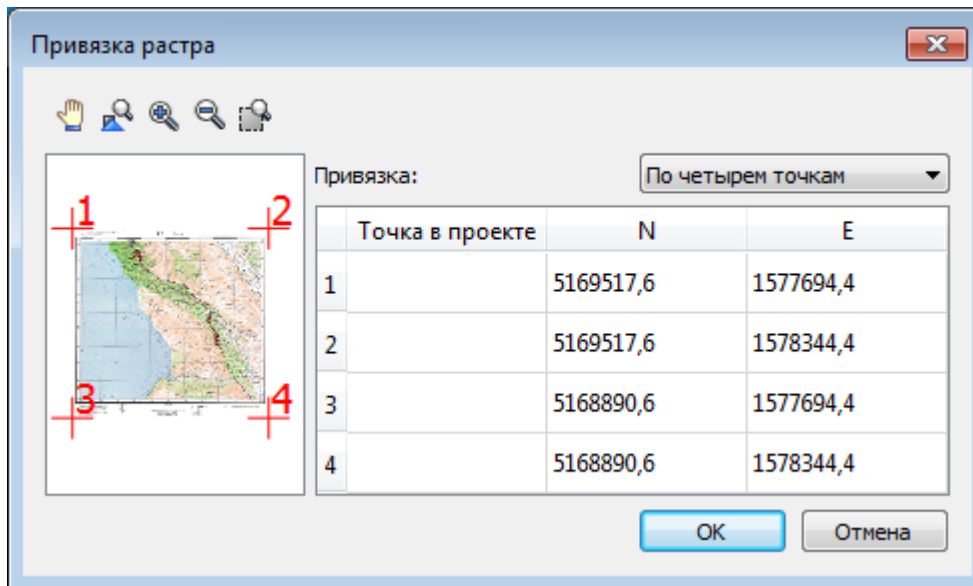 Привязка растра
Привязка: По четырем точкам
1 2
3 4
Точка в проекте N E
1 5169517,6 1577694,4
2 5169517,6 1578344,4
3 5168890,6 1577694,4
4 5168890,6 1578344,4
OK Отмена